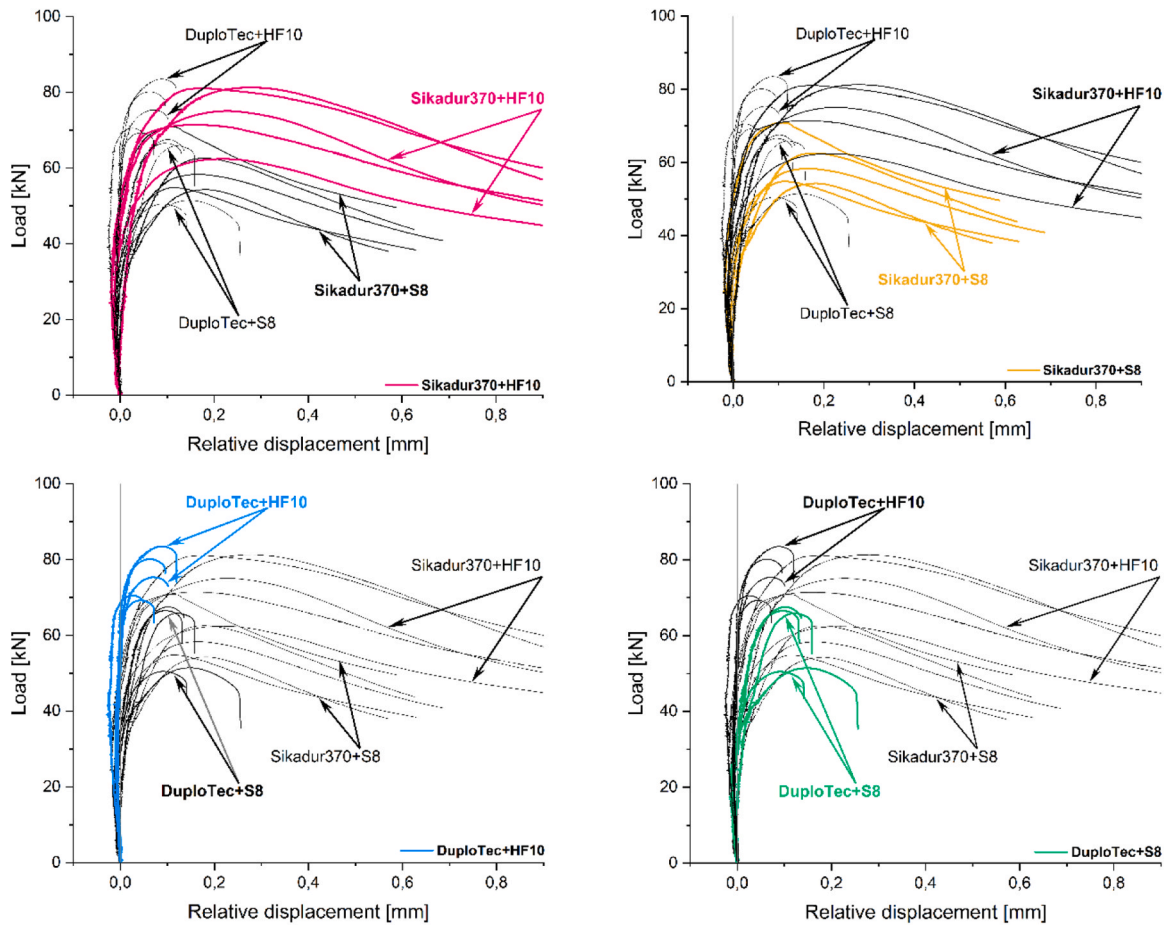 100
80
60
40
20
0
Load [kN]
DuploTec+HF10
Sikadur370+HF10
Sikadur370+S8
DuploTec+S8
Sikadur370+HF10
0,0 0,2 0,4 0,6 0,8
Relative displacement [mm]
100
80
60
40
20
0
Load [kN]
DuploTec+HF10
Sikadur370+HF10
Sikadur370+S8
DuploTec+S8
Sikadur370+S8
0,0 0,2 0,4 0,6 0,8
Relative displacement [mm]
100
80
60
40
20
0
Load [kN]
DuploTec+HF10
Sikadur370+HF10
Sikadur370+S8
DuploTec+S8
DuploTec+HF10
0,0 0,2 0,4 0,6 0,8
Relative displacement [mm]
100
80
60
40
20
0
Load [kN]
DuploTec+HF10
Sikadur370+HF10
Sikadur370+S8
DuploTec+S8
DuploTec+S8
0,0 0,2 0,4 0,6 0,8
Relative displacement [mm]